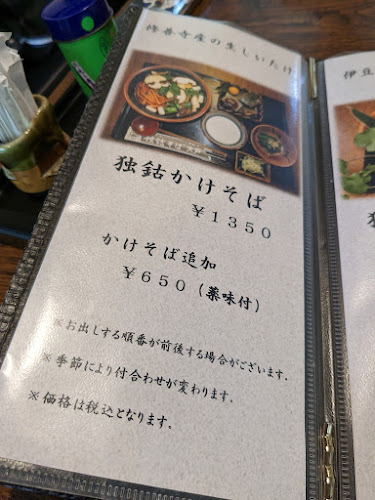 修善寺産の生しいたけ
独鈷かけそば
￥１３５０
かけそば追加
￥６５０（薬味付）
※お出しする順番が前後する場合がございます。
※季節により付合わせが変わります。
※価格は税込となります。
伊豆